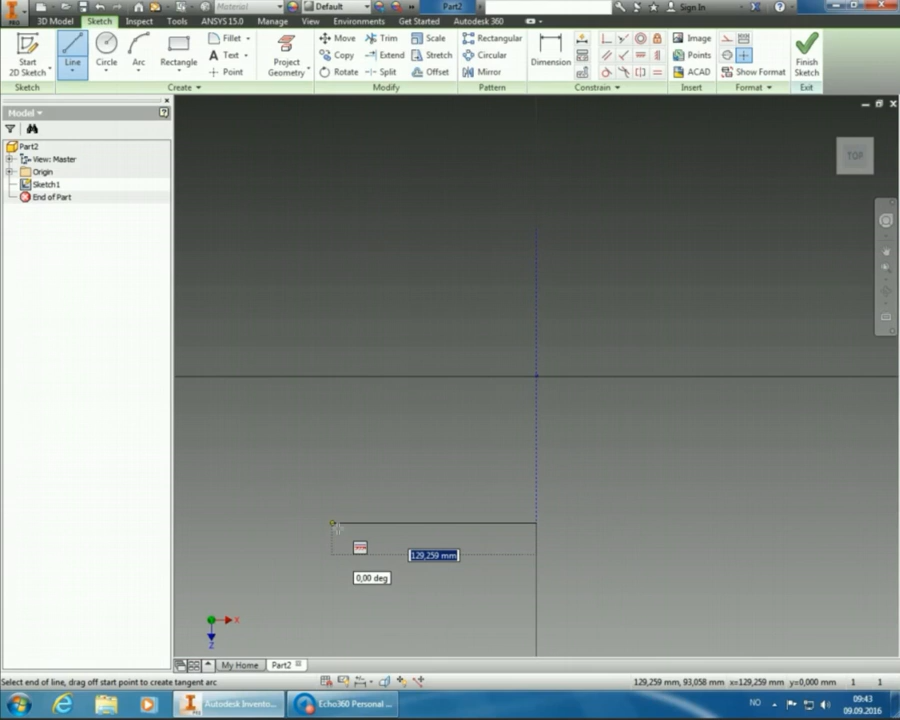 Material
Default
Part2
Sign In
PRO
3D Model Sketch Inspect Tools ANSYS 15.0 Manage View Environments Get Started Autodesk 360
Start
2D Sketch
Line
Circle
Arc
Rectangle
Fillet
Text
Point
Project
Geometry
Move
Copy
Rotate
Trim
Extend
Split
Scale
Stretch
Offset
Rectangular
Circular
Mirror
Dimension
Image
Points
ACAD
Show Format
Finish
Sketch
Sketch Create Modify Pattern Constrain Insert Format Exit
Model
Part2
View: Master
Origin
Sketch1
End of Part
TOP
129,259 mm
0,00 deg
X
Z
My Home Part2
Select end of line, drag off start point to create tangent arc
129,259 mm, 93,058 mm x=129,259 mm y=0,000 mm 1 1
PRO
Autodesk Invento...
Echo360 Personal ...
NO
09:43
09.09.2016